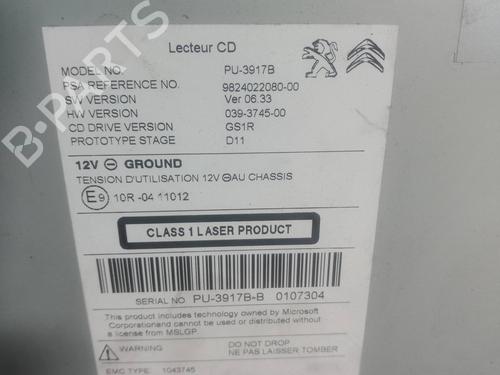 B-PARTS
Lecteur CD
MODEL NO. PU-3917B
PSA REFERENCE NO. 9824022080-00
SW VERSION Ver 06.33
HW VERSION 039-3745-00
CD DRIVE VERSION GS1R
PROTOTYPE STAGE D11
12V ⊖ GROUND
TENSION D'UTILISATION 12V ⊖AU CHASSIS
E9 10R -04 11012
CLASS 1 LASER PRODUCT
SERIAL NO PU-3917B-B 0107304
This product includes technology owned by Microsoft
Corporationand cannot be used or distributed without
a license from MSLGP
WARNING DO NOT DROP
NE PAS LAISSER TOMBER
EMC TYPE 1043745